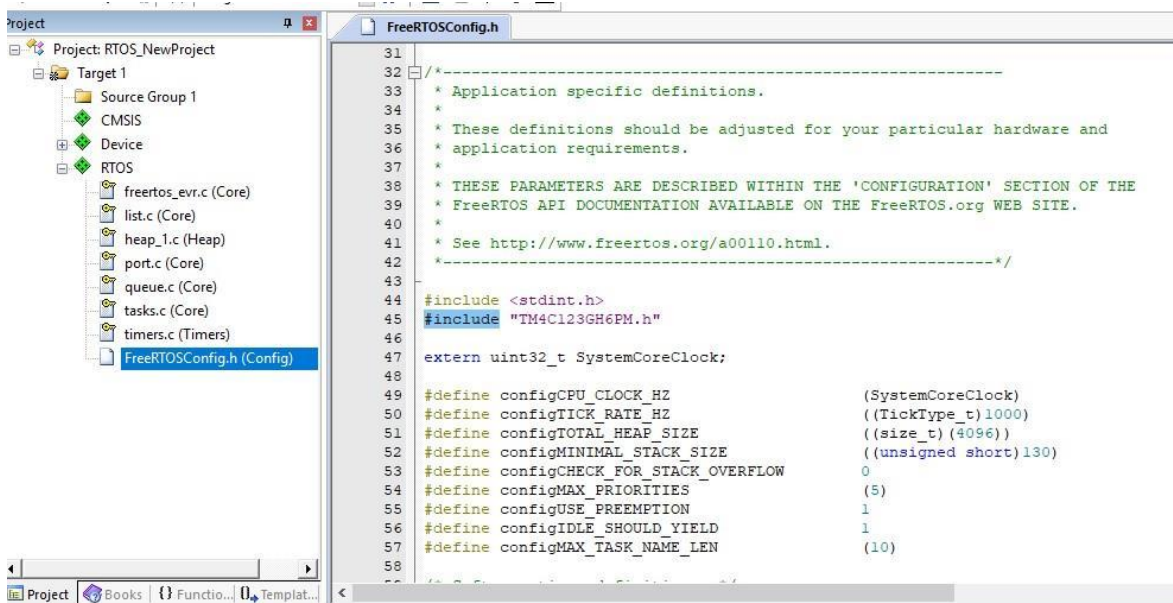 Project
Project: RTOS_NewProject
Target 1
Source Group 1
CMSIS
Device
RTOS
freertos_evr.c (Core)
list.c (Core)
heap_1.c (Heap)
port.c (Core)
queue.c (Core)
tasks.c (Core)
timers.c (Timers)
FreeRTOSConfig.h (Config)
Project Books {} Functio... Templat...
FreeRTOSConfig.h
31
32 /*-----------------------------------------------------------
33 * Application specific definitions.
34 *
35 * These definitions should be adjusted for your particular hardware and
36 * application requirements.
37 *
38 * THESE PARAMETERS ARE DESCRIBED WITHIN THE 'CONFIGURATION' SECTION OF THE
39 * FreeRTOS API DOCUMENTATION AVAILABLE ON THE FreeRTOS.org WEB SITE.
40 *
41 * See http://www.freertos.org/a00110.html.
42 *----------------------------------------------------------*/
43
44 #include <stdint.h>
45 #include "TM4C123GH6PM.h"
46
47 extern uint32_t SystemCoreClock;
48
49 #define configCPU_CLOCK_HZ (SystemCoreClock)
50 #define configTICK_RATE_HZ ((TickType_t)1000)
51 #define configTOTAL_HEAP_SIZE ((size_t)(4096))
52 #define configMINIMAL_STACK_SIZE ((unsigned short)130)
53 #define configCHECK_FOR_STACK_OVERFLOW 0
54 #define configMAX_PRIORITIES (5)
55 #define configUSE_PREEMPTION 1
56 #define configIDLE_SHOULD_YIELD 1
57 #define configMAX_TASK_NAME_LEN (10)
58